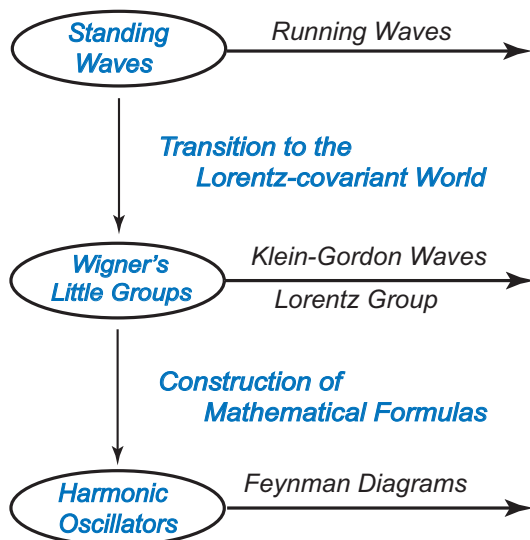 Standing
Waves
Running Waves
Transition to the
Lorentz-covariant World
Wigner’s
Little Groups
Klein-Gordon Waves
Lorentz Group
Construction of
Mathematical Formulas
Harmonic
Oscillators
Feynman Diagrams